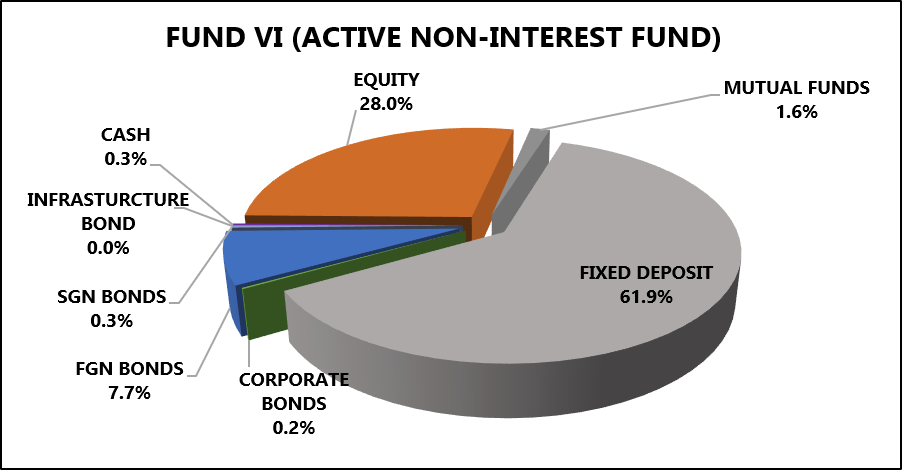 FUND VI (ACTIVE NON-INTEREST FUND)
EQUITY
28.0%
MUTUAL FUNDS
1.6%
CASH
0.3%
INFRASTURCTURE
BOND
0.0%
FIXED DEPOSIT
61.9%
SGN BONDS
0.3%
FGN BONDS
7.7%
CORPORATE
BONDS
0.2%